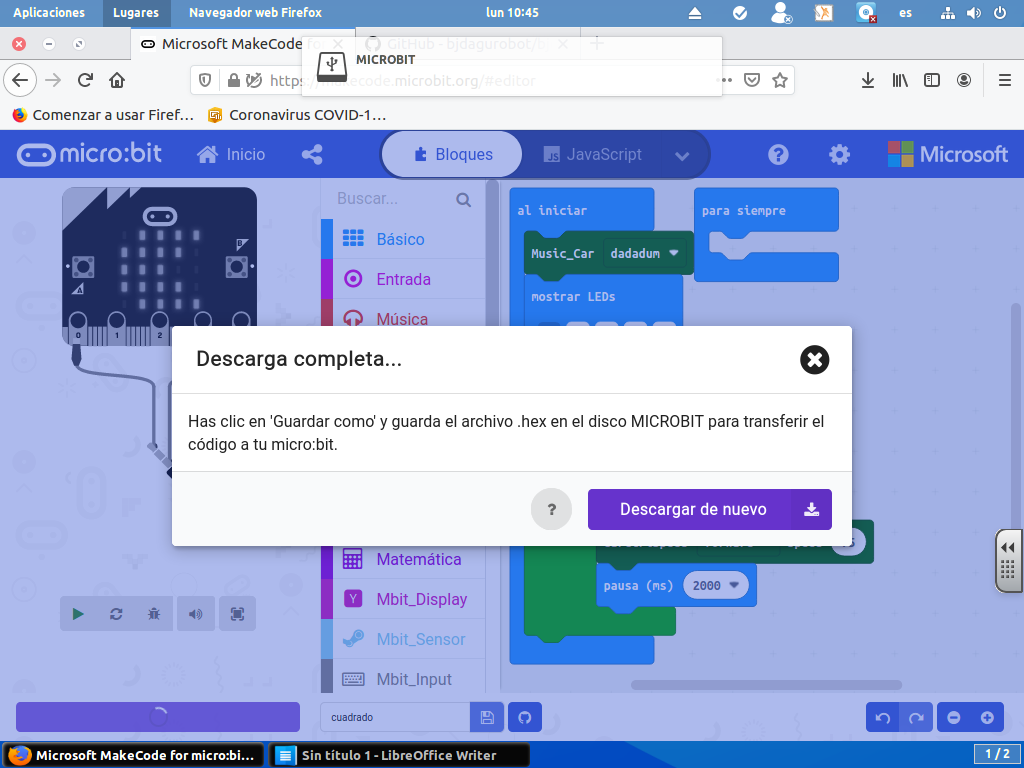 Aplicaciones Lugares Navegador web Firefox lun 10:45 es
Microsoft MakeCode for GitHub - bjdagurobot/
MICROBIT
https://makecode.microbit.org/#editor
Comenzar a usar Firef… Coronavirus COVID-1…
micro:bit Inicio Bloques JavaScript Microsoft
Buscar...
al iniciar
para siempre
B
A
Básico
Music_Car dadadum
Entrada
mostrar LEDs
Música
0 1 2
Descarga completa...
Has clic en 'Guardar como' y guarda el archivo .hex en el disco MICROBIT para transferir el
código a tu micro:bit.
? Descargar de nuevo
Matemática
pausa (ms) 2000
Mbit_Display
Mbit_Sensor
Mbit_Input
cuadrado
Microsoft MakeCode for micro:bi… Sin título 1 - LibreOffice Writer 1 / 2